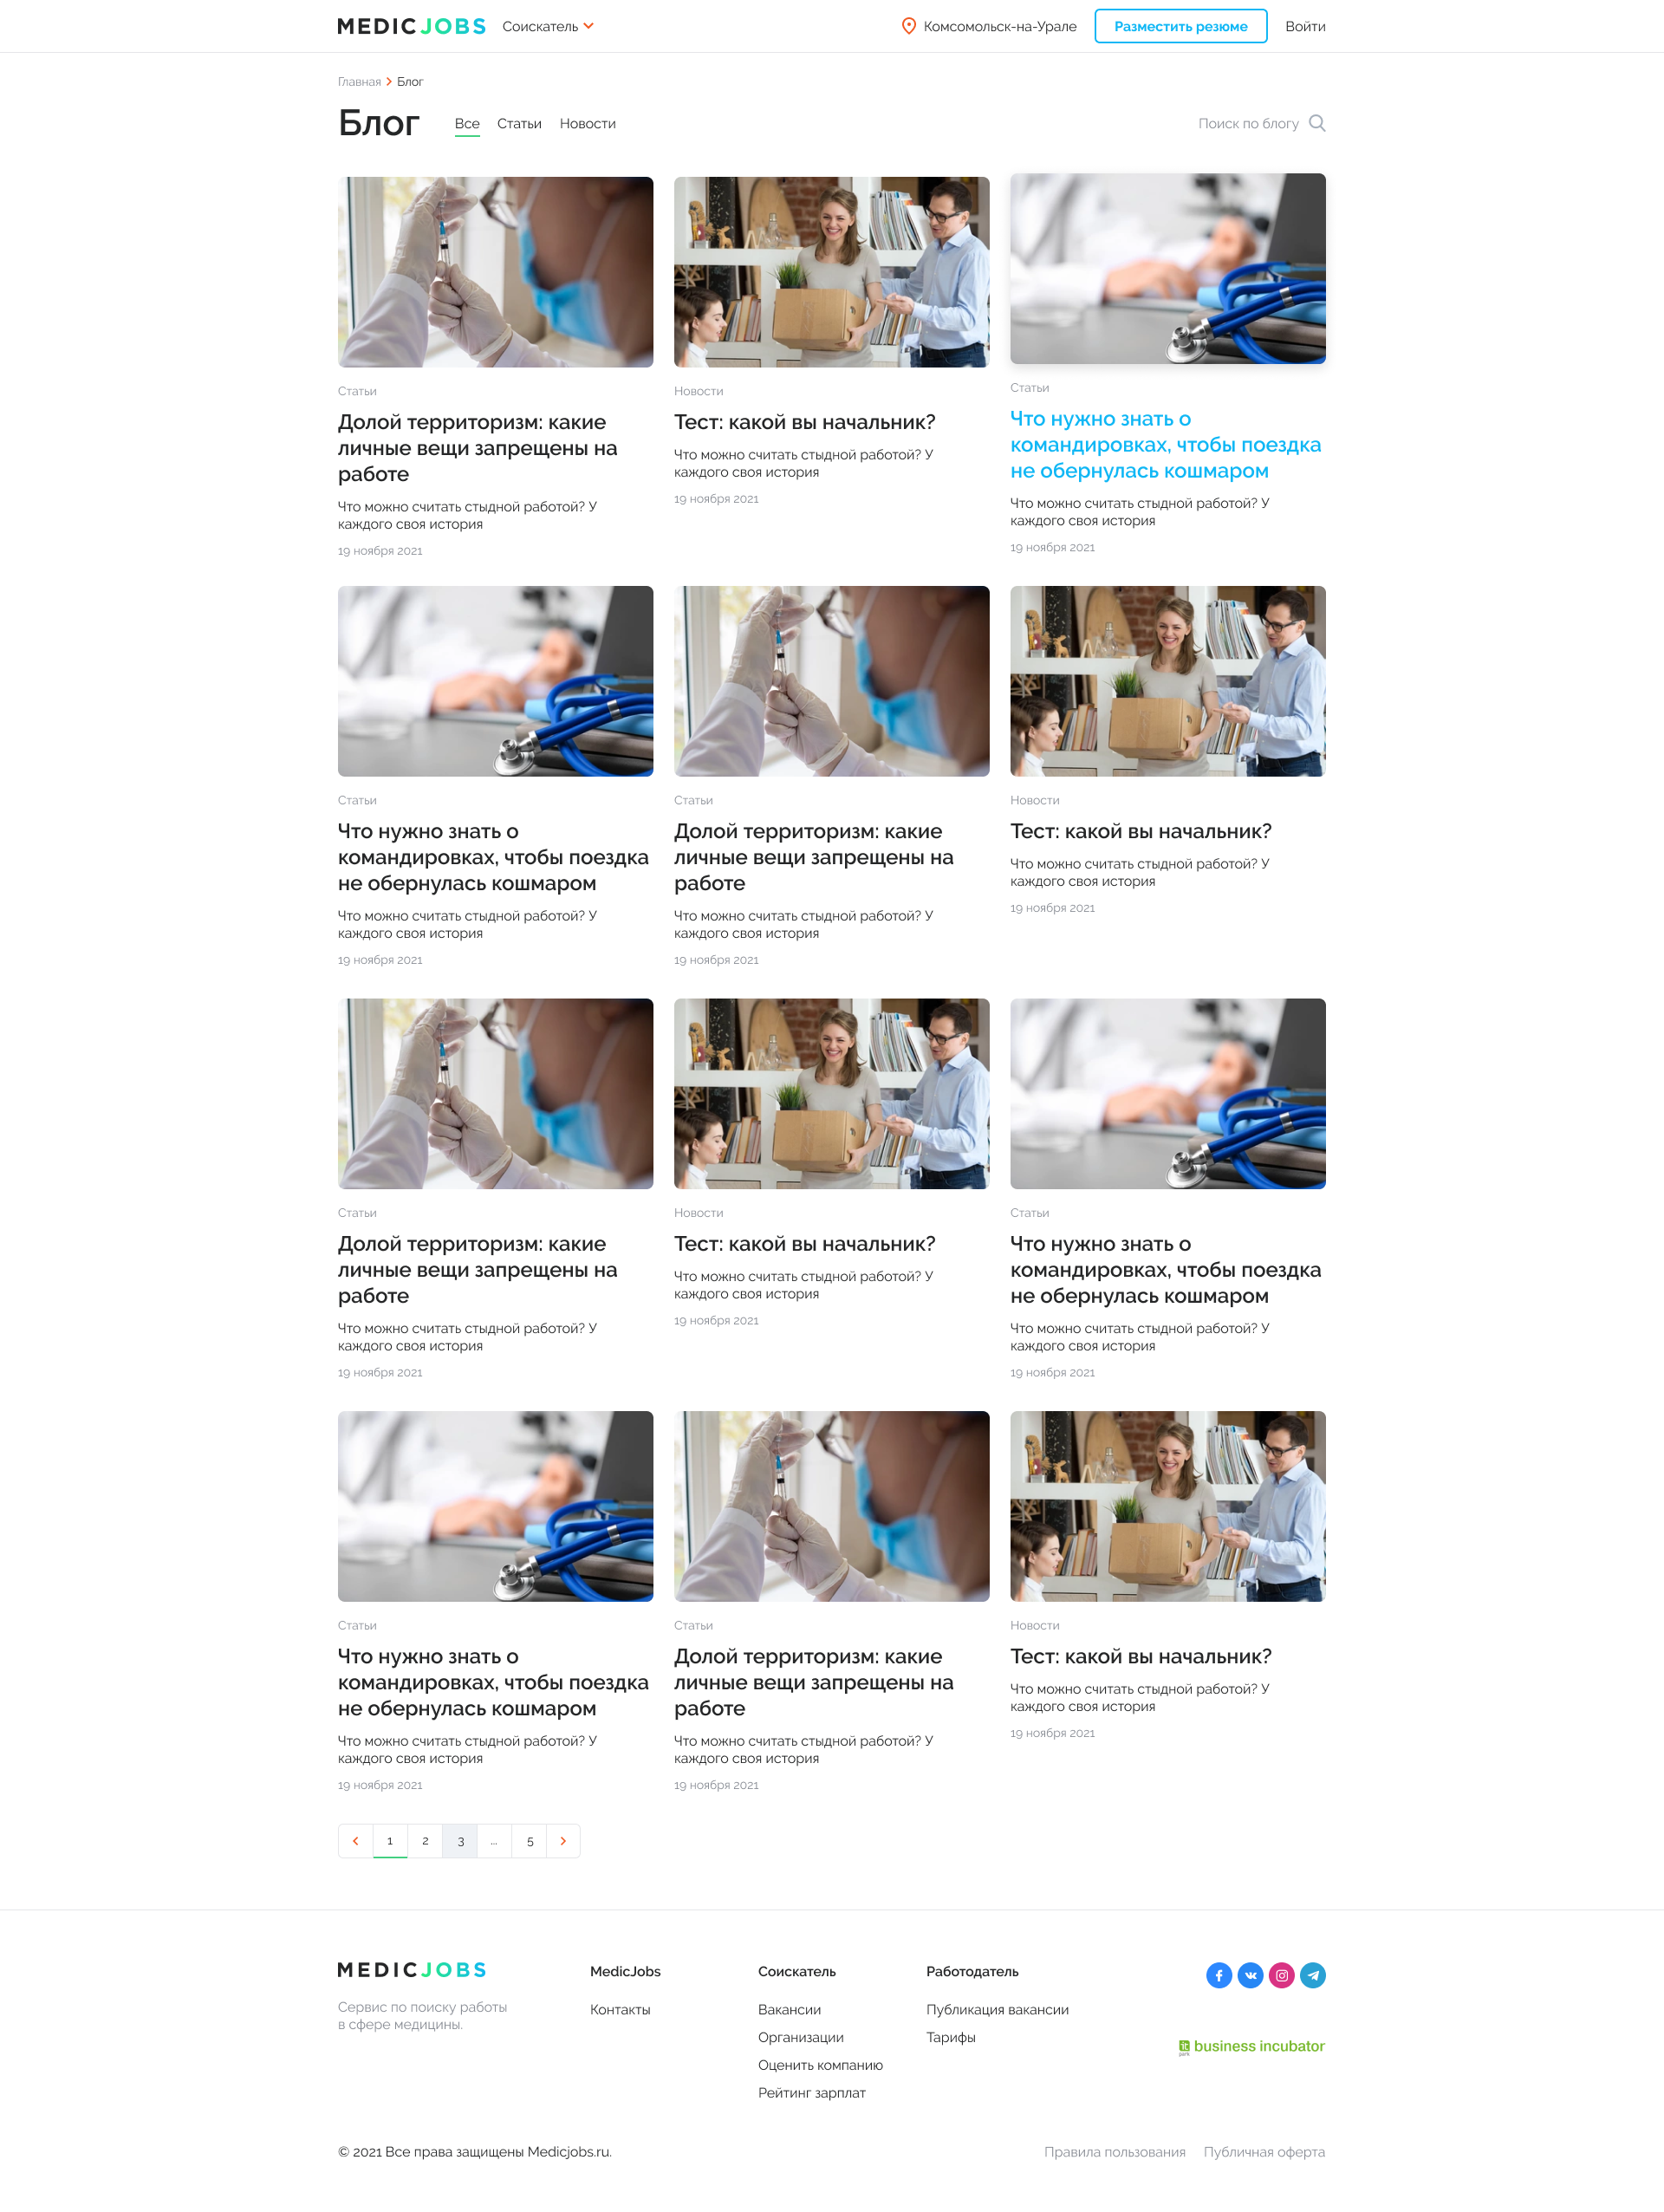 MEDICJOBS Соискатель Комсомольск-на-Урале Разместить резюме Войти
Главная Блог
Блог Все Статьи Новости Поиск по блогу
Статьи
Долой территоризм: какие
личные вещи запрещены на
работе
Что можно считать стыдной работой? У
каждого своя история
19 ноября 2021
Новости
Тест: какой вы начальник?
Что можно считать стыдной работой? У
каждого своя история
19 ноября 2021
Статьи
Что нужно знать о
командировках, чтобы поездка
не обернулась кошмаром
Что можно считать стыдной работой? У
каждого своя история
19 ноября 2021
Статьи
Что нужно знать о
командировках, чтобы поездка
не обернулась кошмаром
Что можно считать стыдной работой? У
каждого своя история
19 ноября 2021
Статьи
Долой территоризм: какие
личные вещи запрещены на
работе
Что можно считать стыдной работой? У
каждого своя история
19 ноября 2021
Новости
Тест: какой вы начальник?
Что можно считать стыдной работой? У
каждого своя история
19 ноября 2021
Статьи
Долой территоризм: какие
личные вещи запрещены на
работе
Что можно считать стыдной работой? У
каждого своя история
19 ноября 2021
Новости
Тест: какой вы начальник?
Что можно считать стыдной работой? У
каждого своя история
19 ноября 2021
Статьи
Что нужно знать о
командировках, чтобы поездка
не обернулась кошмаром
Что можно считать стыдной работой? У
каждого своя история
19 ноября 2021
Статьи
Что нужно знать о
командировках, чтобы поездка
не обернулась кошмаром
Что можно считать стыдной работой? У
каждого своя история
19 ноября 2021
Статьи
Долой территоризм: какие
личные вещи запрещены на
работе
Что можно считать стыдной работой? У
каждого своя история
19 ноября 2021
Новости
Тест: какой вы начальник?
Что можно считать стыдной работой? У
каждого своя история
19 ноября 2021
1 2 3 ... 5
MEDICJOBS
Сервис по поиску работы
в сфере медицины.
MedicJobs
Контакты
Соискатель
Вакансии
Организации
Оценить компанию
Рейтинг зарплат
Работодатель
Публикация вакансии
Тарифы
business incubator
© 2021 Все права защищены Medicjobs.ru.
Правила пользования Публичная оферта